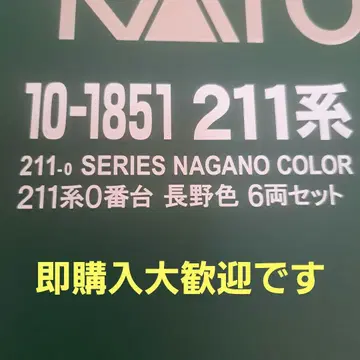 KATO
10-1851 211系
211-0 SERIES NAGANO COLOR
211系0番台 長野色 6両セット
即購入大歓迎です